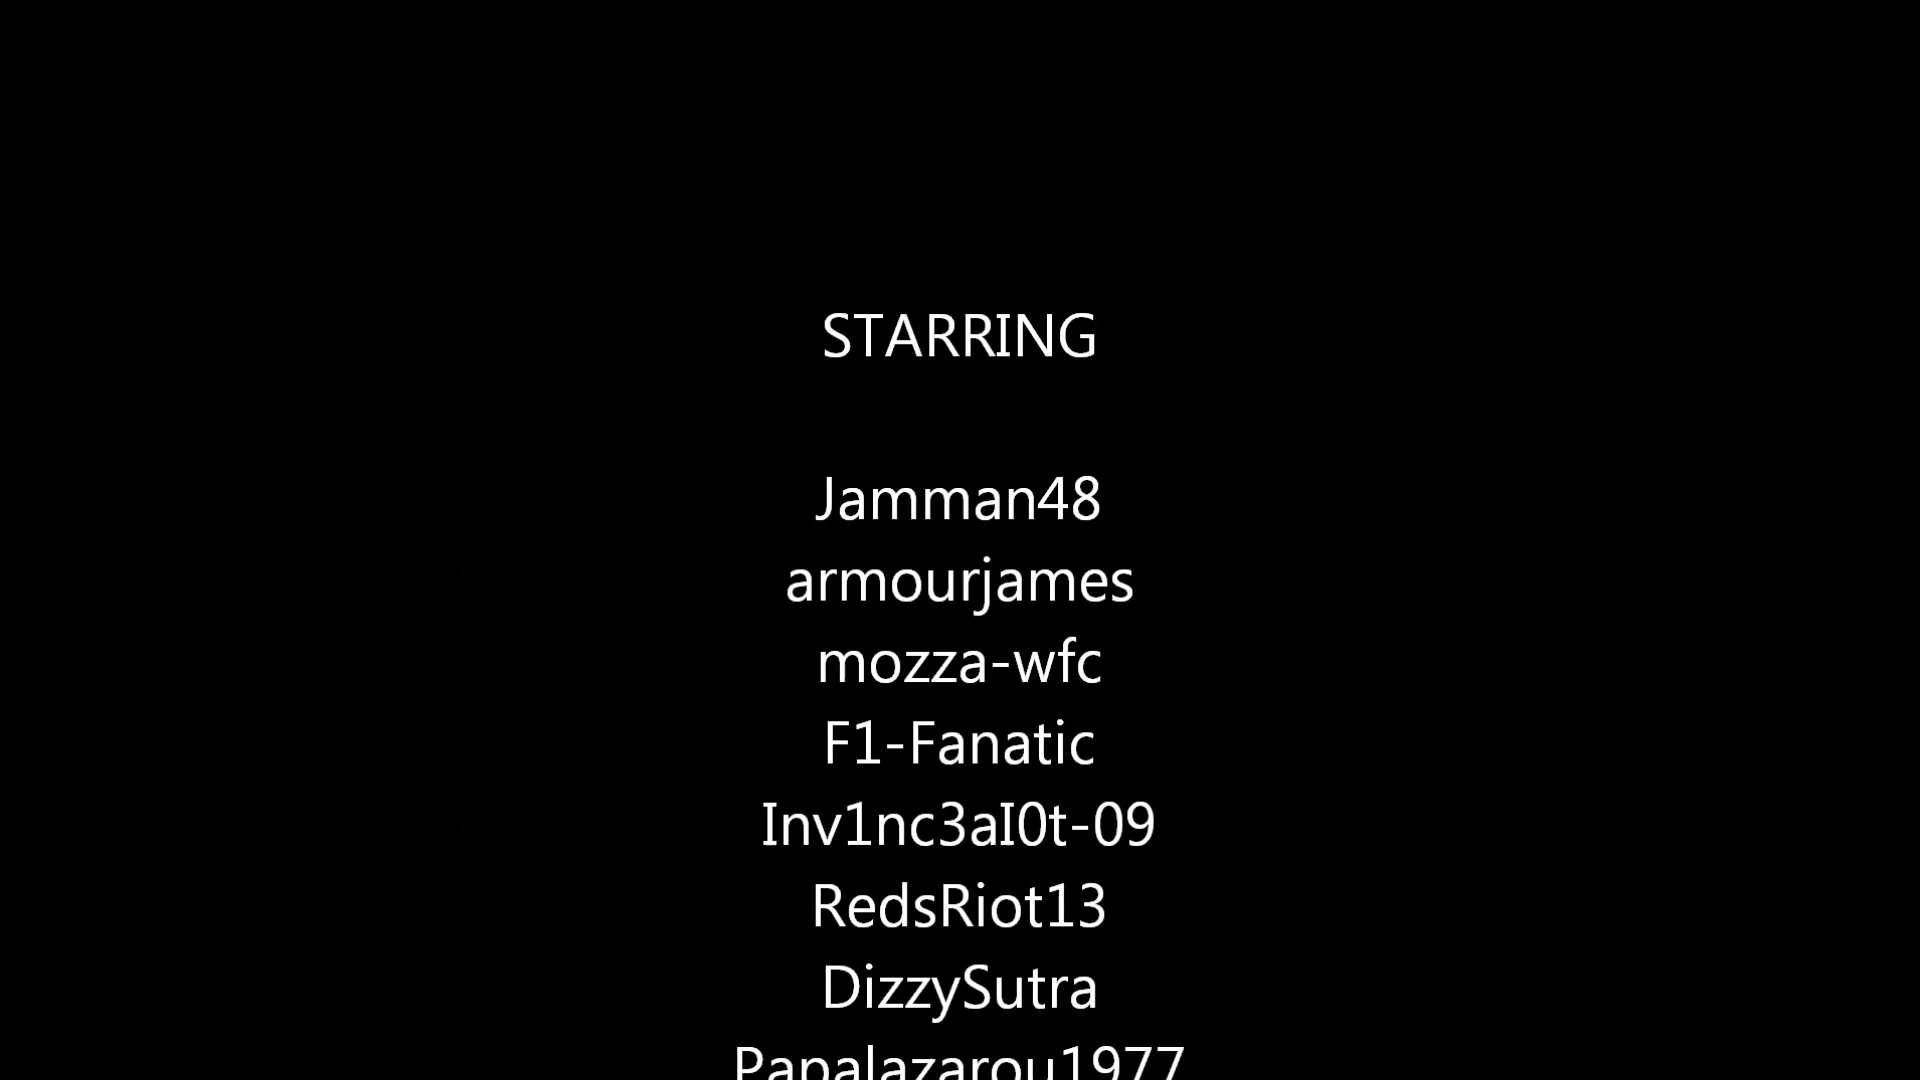 STARRING
Jamman48
armourjames
mozza-wfc
F1-Fanatic
Inv1nc3aI0t-09
RedsRiot13
DizzySutra
Papalazarou1977